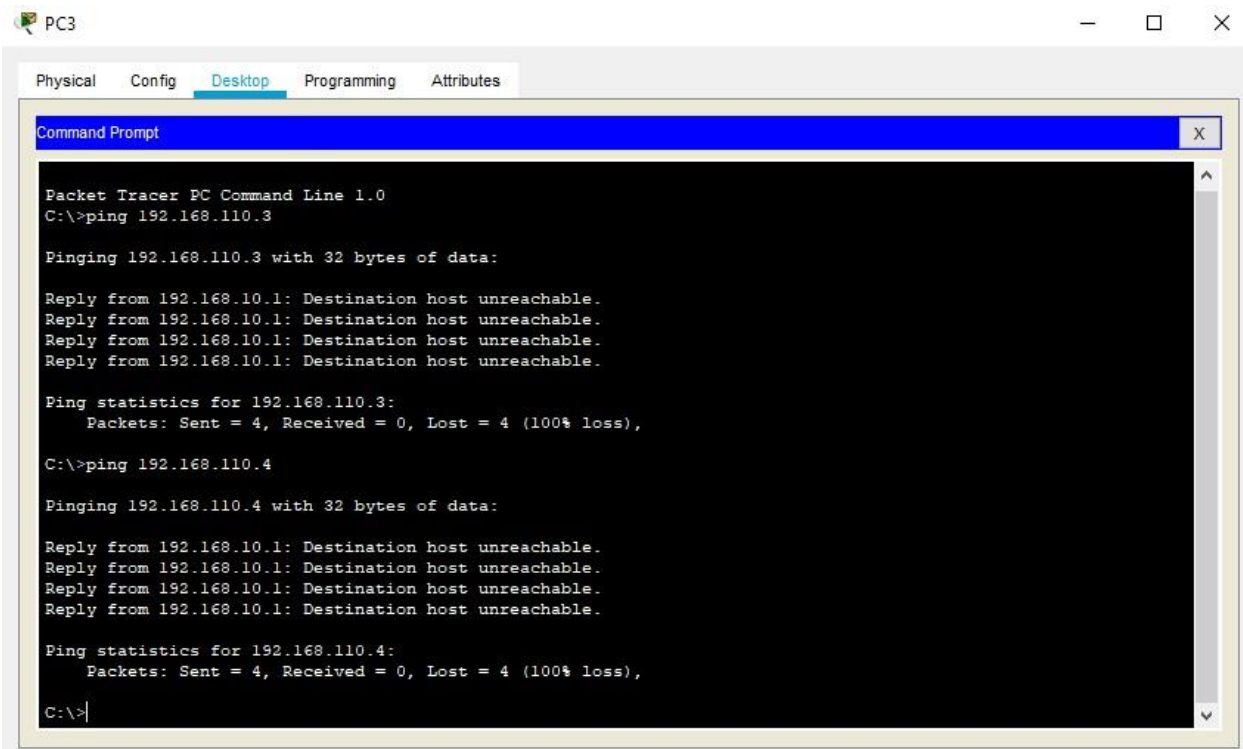 PC3
Physical Config Desktop Programming Attributes
Command Prompt X
Packet Tracer PC Command Line 1.0
C:\>ping 192.168.110.3
Pinging 192.168.110.3 with 32 bytes of data:
Reply from 192.168.10.1: Destination host unreachable.
Reply from 192.168.10.1: Destination host unreachable.
Reply from 192.168.10.1: Destination host unreachable.
Reply from 192.168.10.1: Destination host unreachable.
Ping statistics for 192.168.110.3:
Packets: Sent = 4, Received = 0, Lost = 4 (100% loss),
C:\>ping 192.168.110.4
Pinging 192.168.110.4 with 32 bytes of data:
Reply from 192.168.10.1: Destination host unreachable.
Reply from 192.168.10.1: Destination host unreachable.
Reply from 192.168.10.1: Destination host unreachable.
Reply from 192.168.10.1: Destination host unreachable.
Ping statistics for 192.168.110.4:
Packets: Sent = 4, Received = 0, Lost = 4 (100% loss),
C:\>